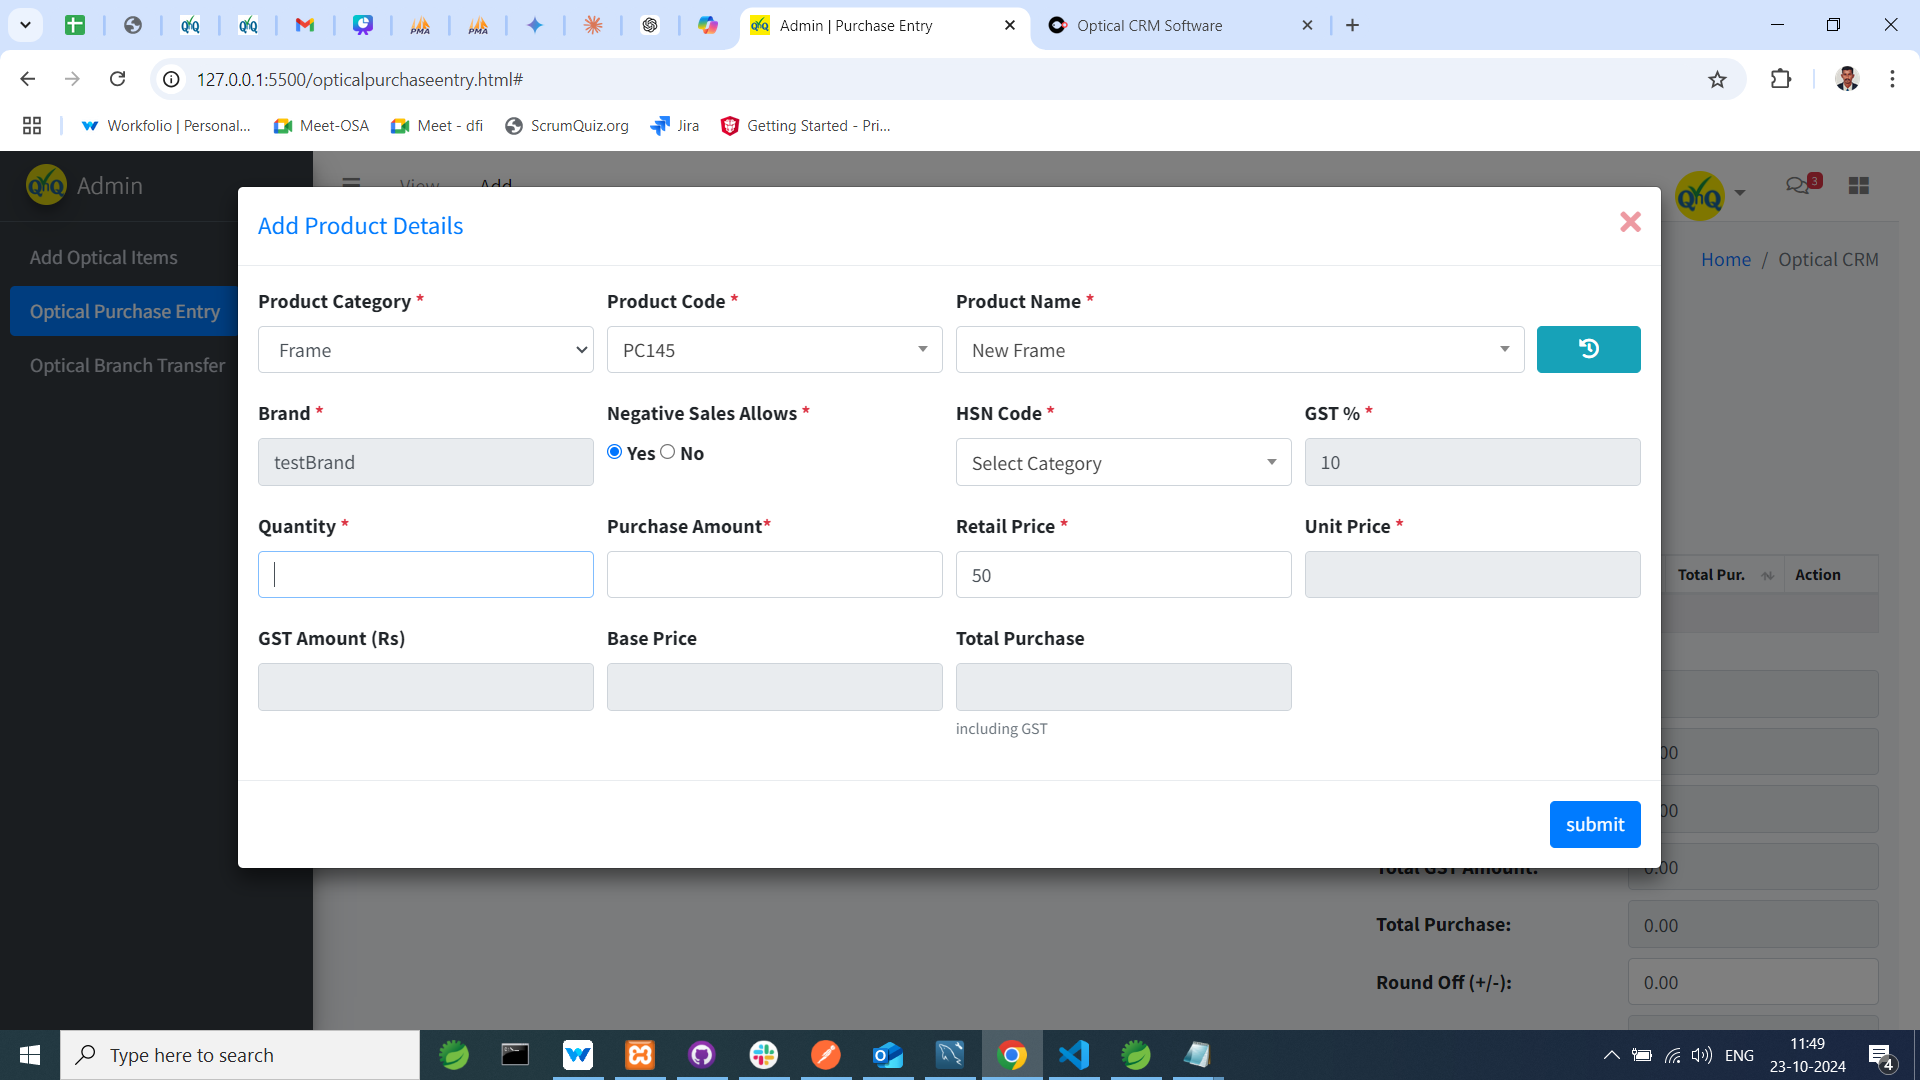 Admin | Purchase Entry
Optical CRM Software
127.0.0.1:5500/opticalpurchaseentry.html#
Workfolio | Personal...
Meet-OSA
Meet - dfi
ScrumQuiz.org
Jira
Getting Started - Pri...
QnQ
Admin
View
Add
QnQ
3
Add Product Details
Add Optical Items
Home / Optical CRM
Product Category *
Product Code *
Product Name *
Optical Purchase Entry
Frame
PC145
New Frame
Optical Branch Transfer
Brand *
Negative Sales Allows *
HSN Code *
GST % *
testBrand
Yes
No
Select Category
10
Quantity *
Purchase Amount*
Retail Price *
Unit Price *
50
Total Pur.
Action
GST Amount (Rs)
Base Price
Total Purchase
including GST
submit
Total GST Amount:
0.00
Total Purchase:
0.00
Round Off (+/-):
0.00
Type here to search
ENG
11:49
23-10-2024
4